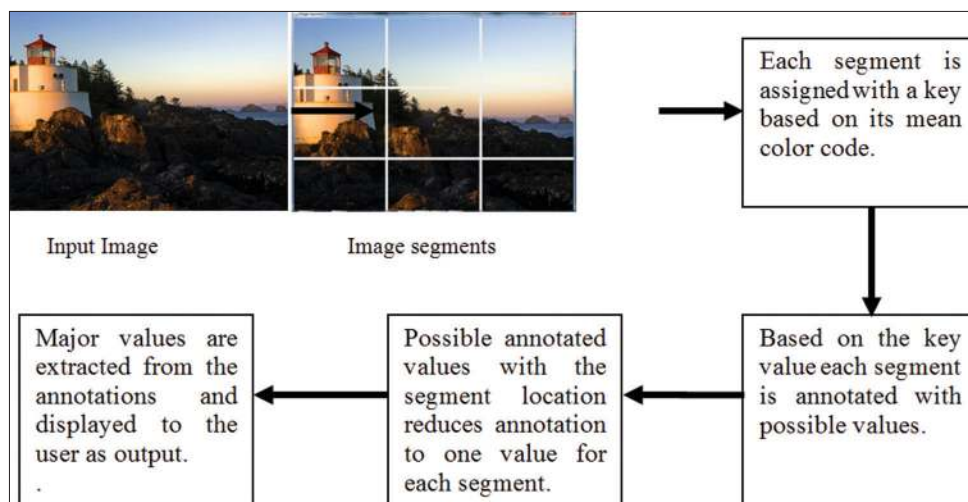 Each segment is
assigned with a key
based on its mean
color code.
Input Image
Image segments
Based on the key
value each segment
is annotated with
possible values.
Possible annotated
values with the
segment location
reduces annotation
to one value for
each segment.
Major values are
extracted from the
annotations and
displayed to the
user as output.
.